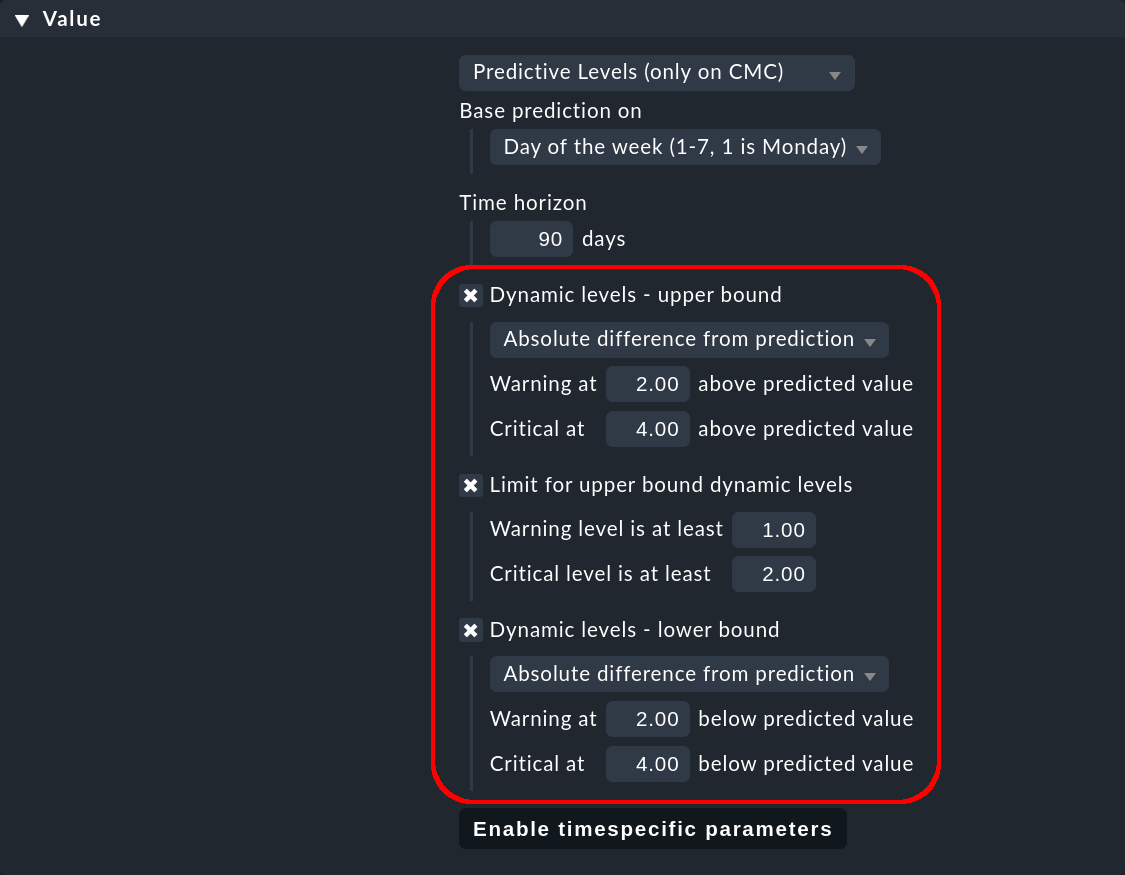 Value
Predictive Levels (only on CMC)
Base prediction on
Day of the week (1-7, 1 is Monday)
Time horizon
90 days
Dynamic levels - upper bound
Absolute difference from prediction
Warning at 2.00 above predicted value
Critical at 4.00 above predicted value
Limit for upper bound dynamic levels
Warning level is at least 1.00
Critical level is at least 2.00
Dynamic levels - lower bound
Absolute difference from prediction
Warning at 2.00 below predicted value
Critical at 4.00 below predicted value
Enable timespecific parameters